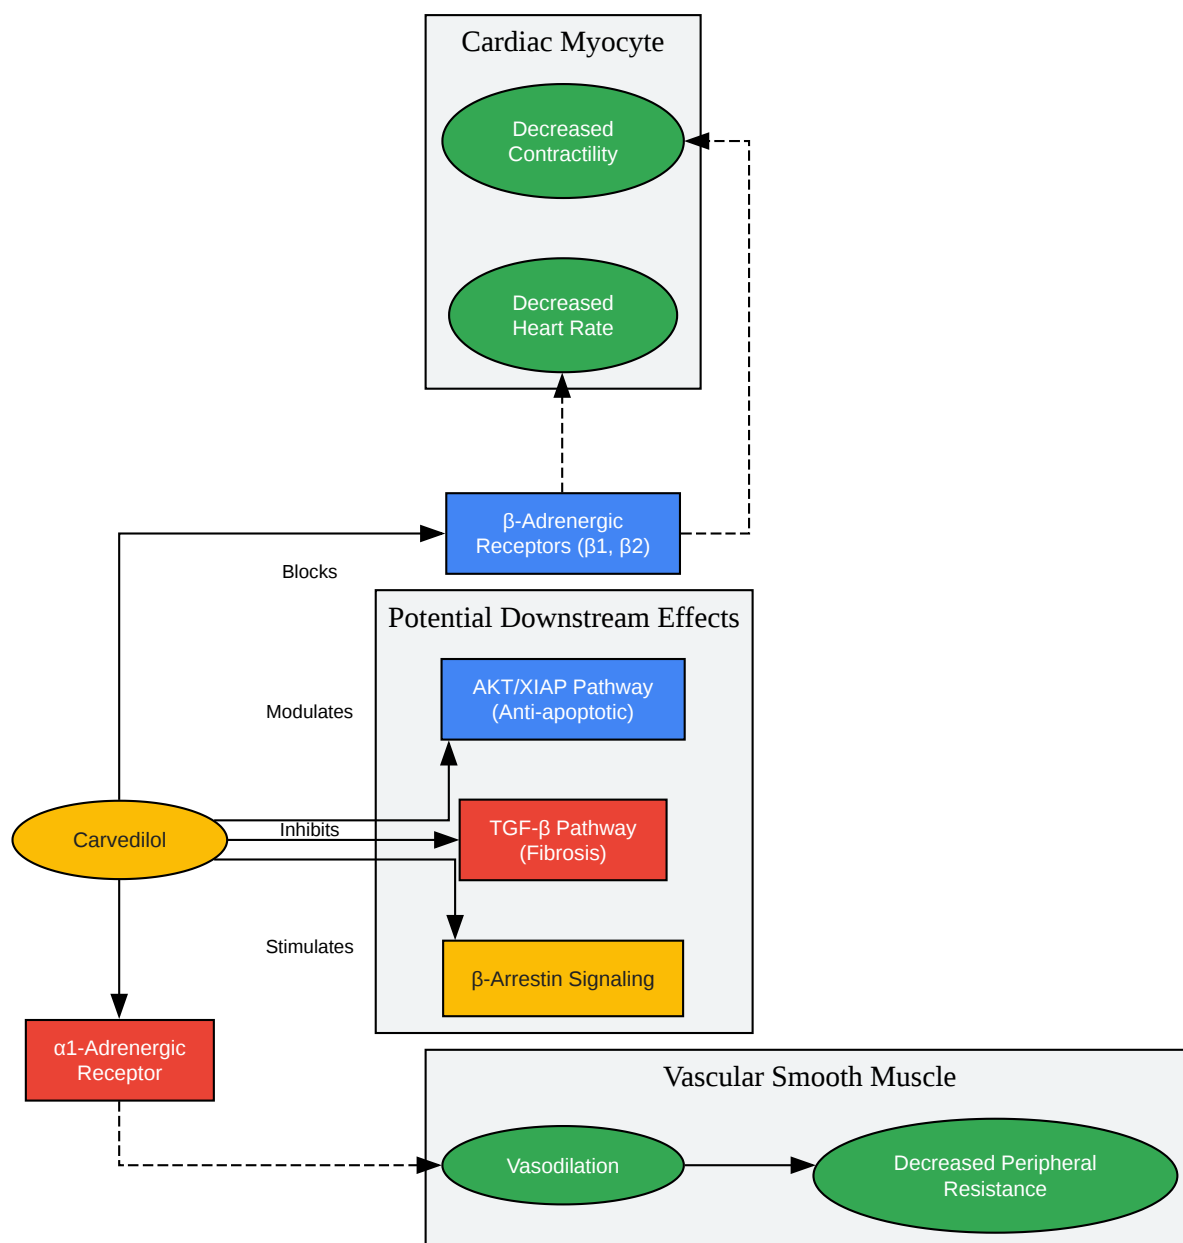 Cardiac Myocyte
Decreased
Contractility
Decreased
Heart Rate
β-Adrenergic
Receptors (β1, β2)
Blocks
Potential Downstream Effects
AKT/XIAP Pathway
(Anti-apoptotic)
Modulates
TGF-β Pathway
(Fibrosis)
Inhibits
Carvedilol
Stimulates
β-Arrestin Signaling
α1-Adrenergic
Receptor
Vascular Smooth Muscle
Vasodilation
Decreased Peripheral
Resistance